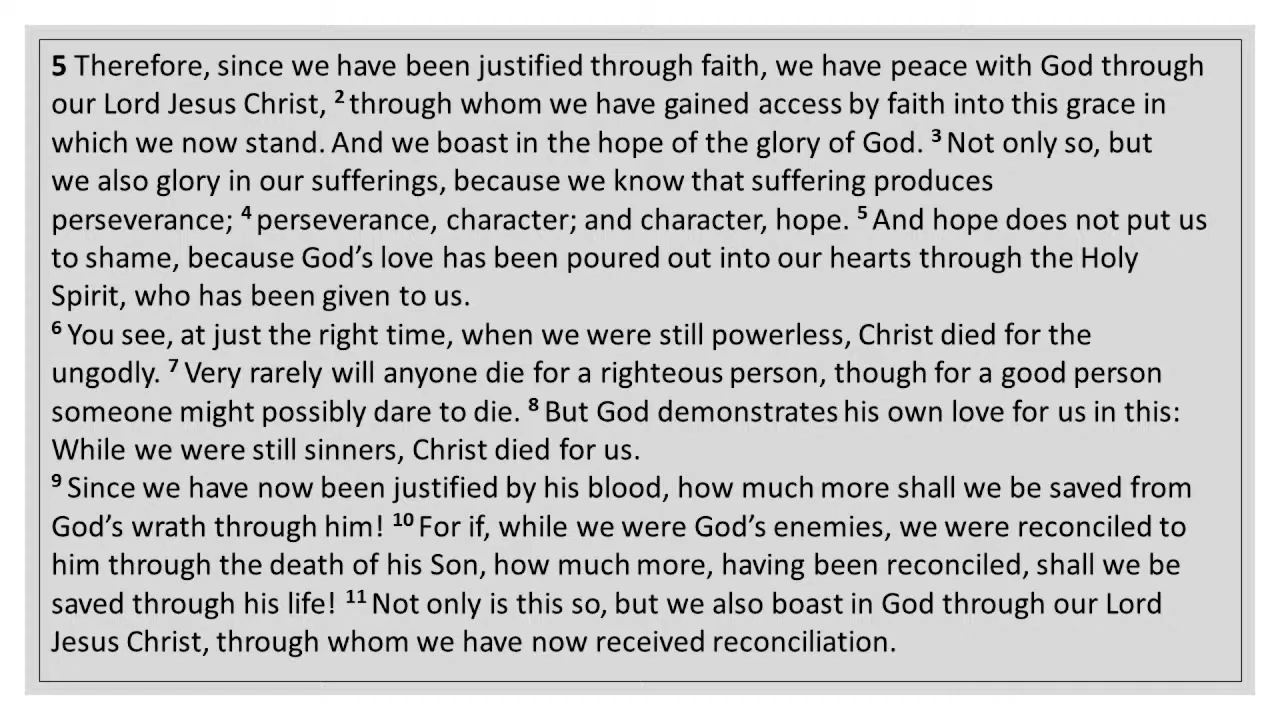 5 Therefore, since we have been justified through faith, we have peace with God through
our Lord Jesus Christ, 2 through whom we have gained access by faith into this grace in
which we now stand. And we boast in the hope of the glory of God. 3 Not only so, but
we also glory in our sufferings, because we know that suffering produces
perseverance; 4 perseverance, character; and character, hope. 5 And hope does not put us
to shame, because God’s love has been poured out into our hearts through the Holy
Spirit, who has been given to us.
6 You see, at just the right time, when we were still powerless, Christ died for the
ungodly. 7 Very rarely will anyone die for a righteous person, though for a good person
someone might possibly dare to die. 8 But God demonstrates his own love for us in this:
While we were still sinners, Christ died for us.
9 Since we have now been justified by his blood, how much more shall we be saved from
God’s wrath through him! 10 For if, while we were God’s enemies, we were reconciled to
him through the death of his Son, how much more, having been reconciled, shall we be
saved through his life! 11 Not only is this so, but we also boast in God through our Lord
Jesus Christ, through whom we have now received reconciliation.